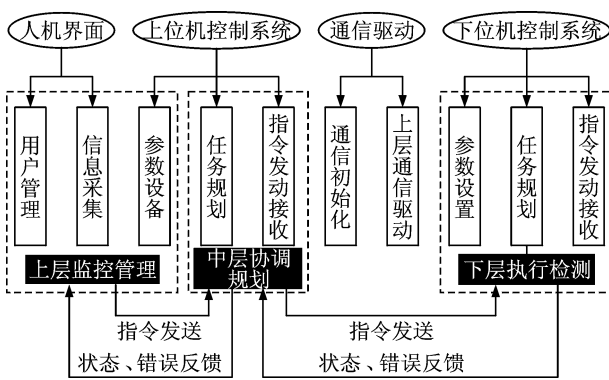 人机界面
上位机控制系统
通信驱动
下位机控制系统
用户管理
信息采集
参数设备
任务规划
指令发动接收
通信初始化
上层通信驱动
参数设置
任务规划
指令发动接收
上层监控管理
中层协调
规划
下层执行检测
指令发送
指令发送
状态、错误反馈
状态、错误反馈